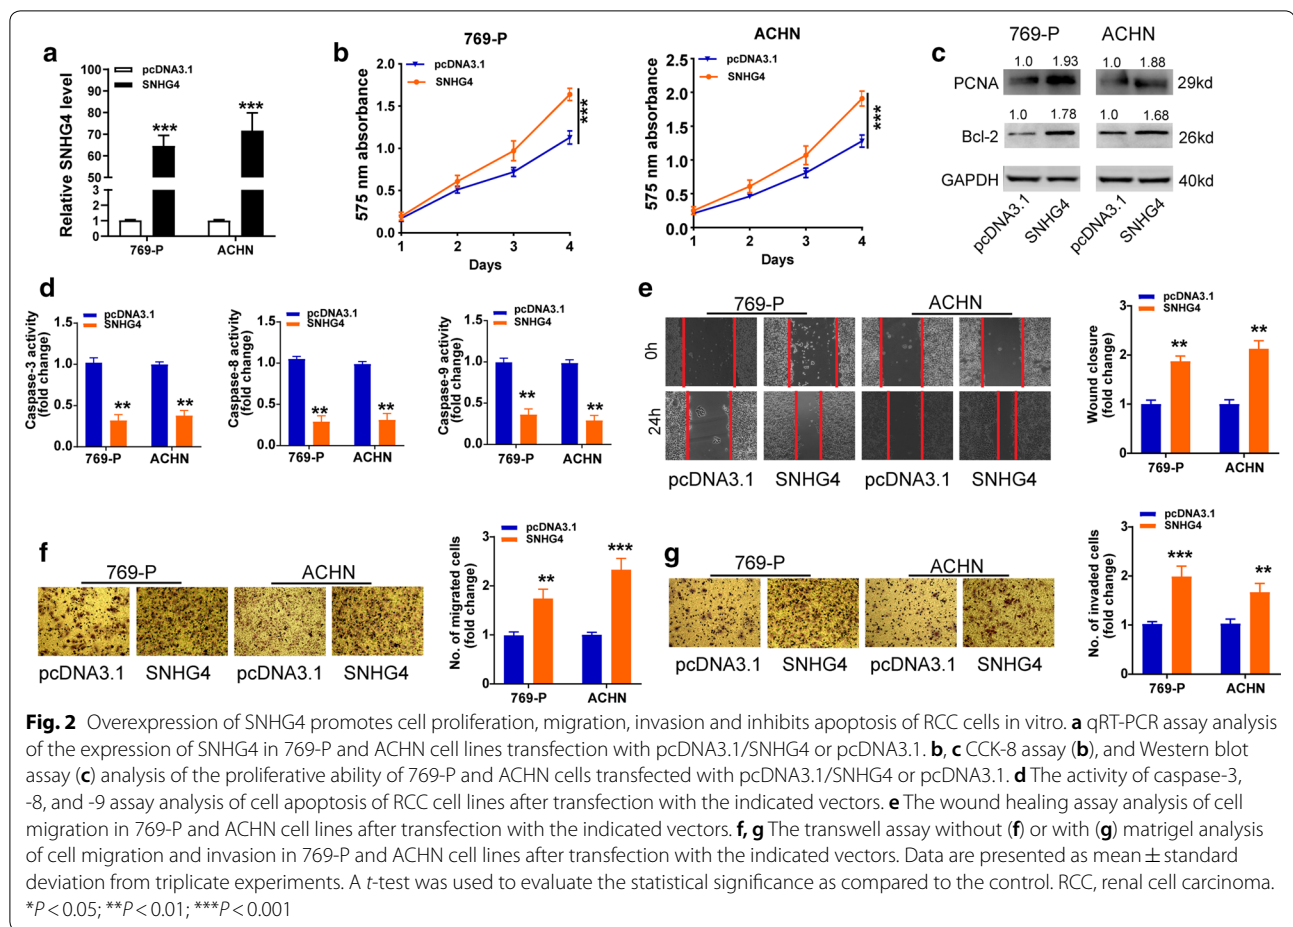 a
pcDNA3.1
SNHG4
Relative SNHG4 level
100
90
80
70
60
50
3
2
1
0
***
***
769-P
ACHN
b
769-P
pcDNA3.1
SNHG4
575 nm absorbance
2.0
1.5
1.0
0.5
0.0
***
1 2 3 4
Days
ACHN
pcDNA3.1
SNHG4
575 nm absorbance
2.5
2.0
1.5
1.0
0.5
0.0
***
1 2 3 4
Days
c
769-P ACHN
1.0 1.93 1.0 1.88
PCNA 29kd
1.0 1.78 1.0 1.68
Bcl-2 26kd
GAPDH 40kd
pcDNA3.1 SNHG4 pcDNA3.1 SNHG4
d
pcDNA3.1
SNHG4
Caspase-3 activity
(fold change)
1.5
1.0
0.5
0.0
** **
769-P ACHN
pcDNA3.1
SNHG4
Caspase-8 activity
(fold change)
1.5
1.0
0.5
0.0
** **
769-P ACHN
pcDNA3.1
SNHG4
Caspase-9 activity
(fold change)
1.5
1.0
0.5
0.0
** **
769-P ACHN
e
769-P ACHN
0h
24h
pcDNA3.1 SNHG4 pcDNA3.1 SNHG4
pcDNA3.1
SNHG4
Wound closure
(fold change)
3
2
1
0
** **
769-P ACHN
f
769-P ACHN
pcDNA3.1 SNHG4 pcDNA3.1 SNHG4
pcDNA3.1
SNHG4
No. of migrated cells
(fold change)
3
2
1
0
** ***
769-P ACHN
g
769-P ACHN
pcDNA3.1 SNHG4 pcDNA3.1 SNHG4
pcDNA3.1
SNHG4
No. of invaded cells
(fold change)
3
2
1
0
*** **
769-P ACHN
Fig. 2 Overexpression of SNHG4 promotes cell proliferation, migration, invasion and inhibits apoptosis of RCC cells in vitro. a qRT-PCR assay analysis
of the expression of SNHG4 in 769-P and ACHN cell lines transfection with pcDNA3.1/SNHG4 or pcDNA3.1. b, c CCK-8 assay (b), and Western blot
assay (c) analysis of the proliferative ability of 769-P and ACHN cells transfected with pcDNA3.1/SNHG4 or pcDNA3.1. d The activity of caspase-3,
-8, and -9 assay analysis of cell apoptosis of RCC cell lines after transfection with the indicated vectors. e The wound healing assay analysis of cell
migration in 769-P and ACHN cell lines after transfection with the indicated vectors. f, g The transwell assay without (f) or with (g) matrigel analysis
of cell migration and invasion in 769-P and ACHN cell lines after transfection with the indicated vectors. Data are presented as mean ± standard
deviation from triplicate experiments. A t-test was used to evaluate the statistical significance as compared to the control. RCC, renal cell carcinoma.
*P < 0.05; **P < 0.01; ***P < 0.001